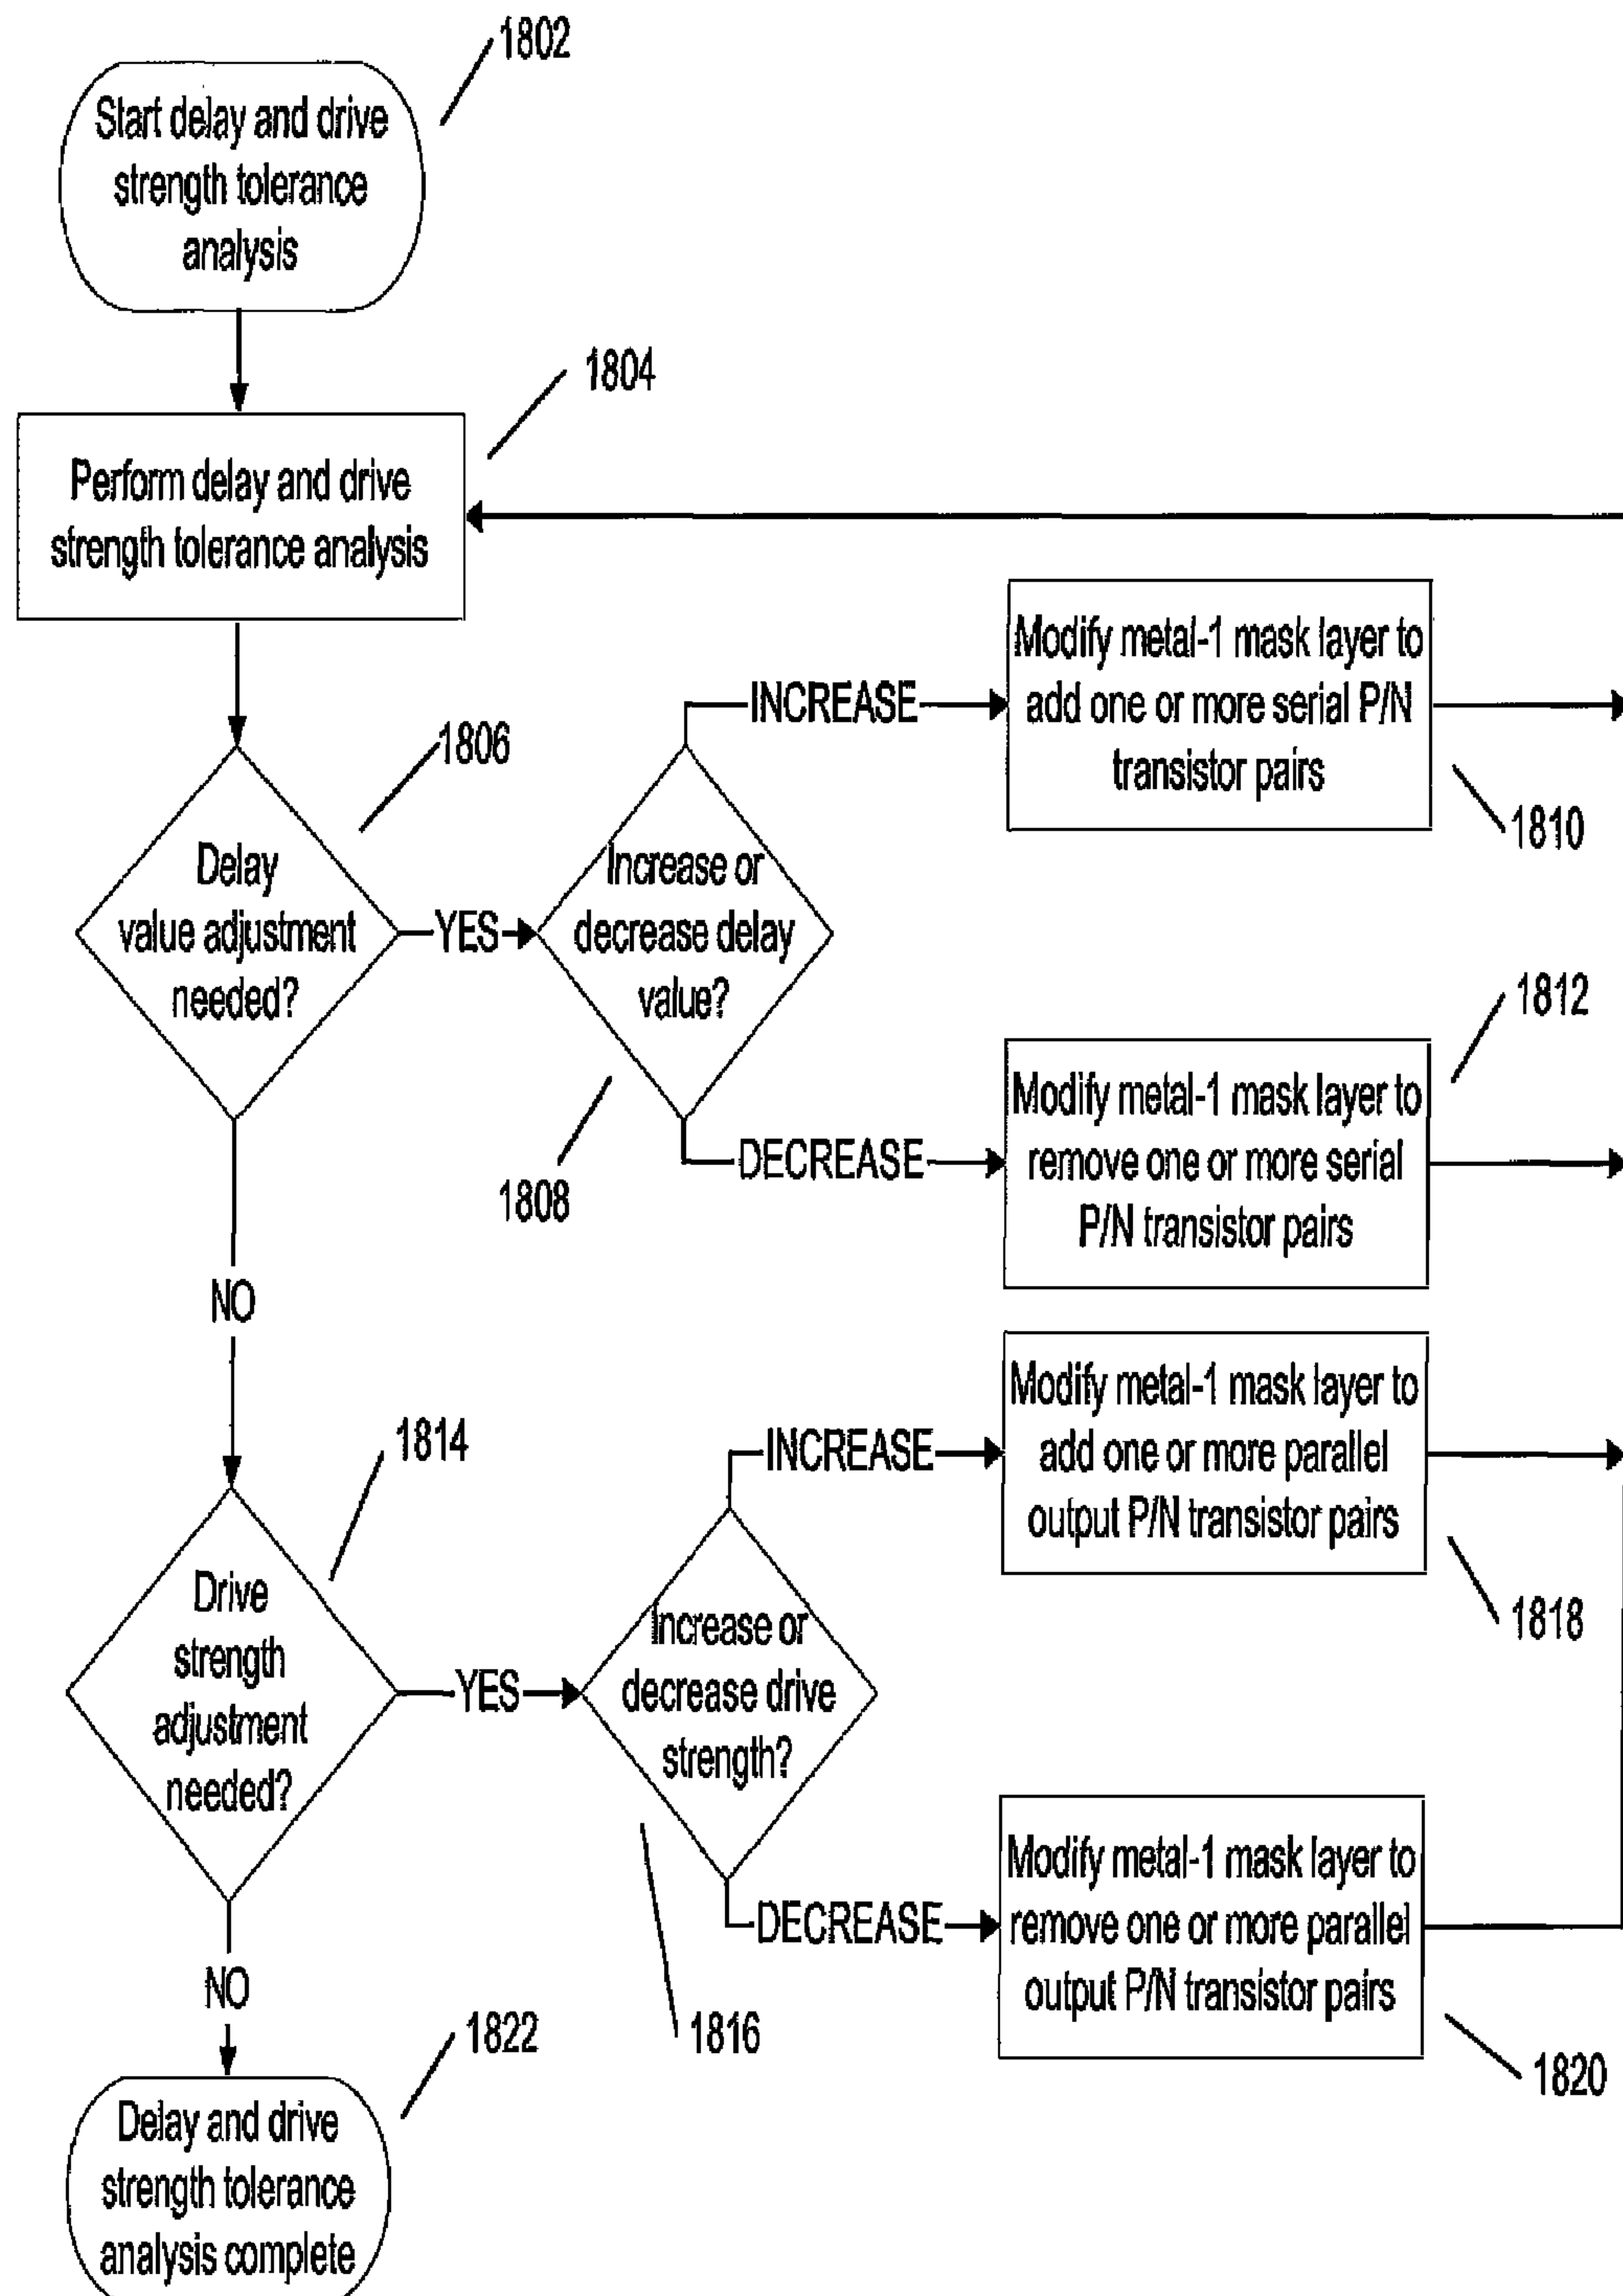 1802
Start delay and drive
strength tolerance
analysis
1804
Perform delay and drive
strength tolerance analysis
Modify metal-1 mask layer to
add one or more serial P/N
transistor pairs
INCREASE
1806
1810
Delay
value adjustment
needed?
YES
Increase or
decrease delay
value?
1812
Modify metal-1 mask layer to
remove one or more serial
P/N transistor pairs
DECREASE
1808
NO
Modify metal-1 mask layer to
add one or more parallel
output P/N transistor pairs
INCREASE
1814
1818
Drive
strength
adjustment
needed?
YES
Increase or
decrease drive
strength?
Modify metal-1 mask layer to
remove one or more parallel
output P/N transistor pairs
DECREASE
NO
1816
1820
1822
Delay and drive
strength tolerance
analysis complete